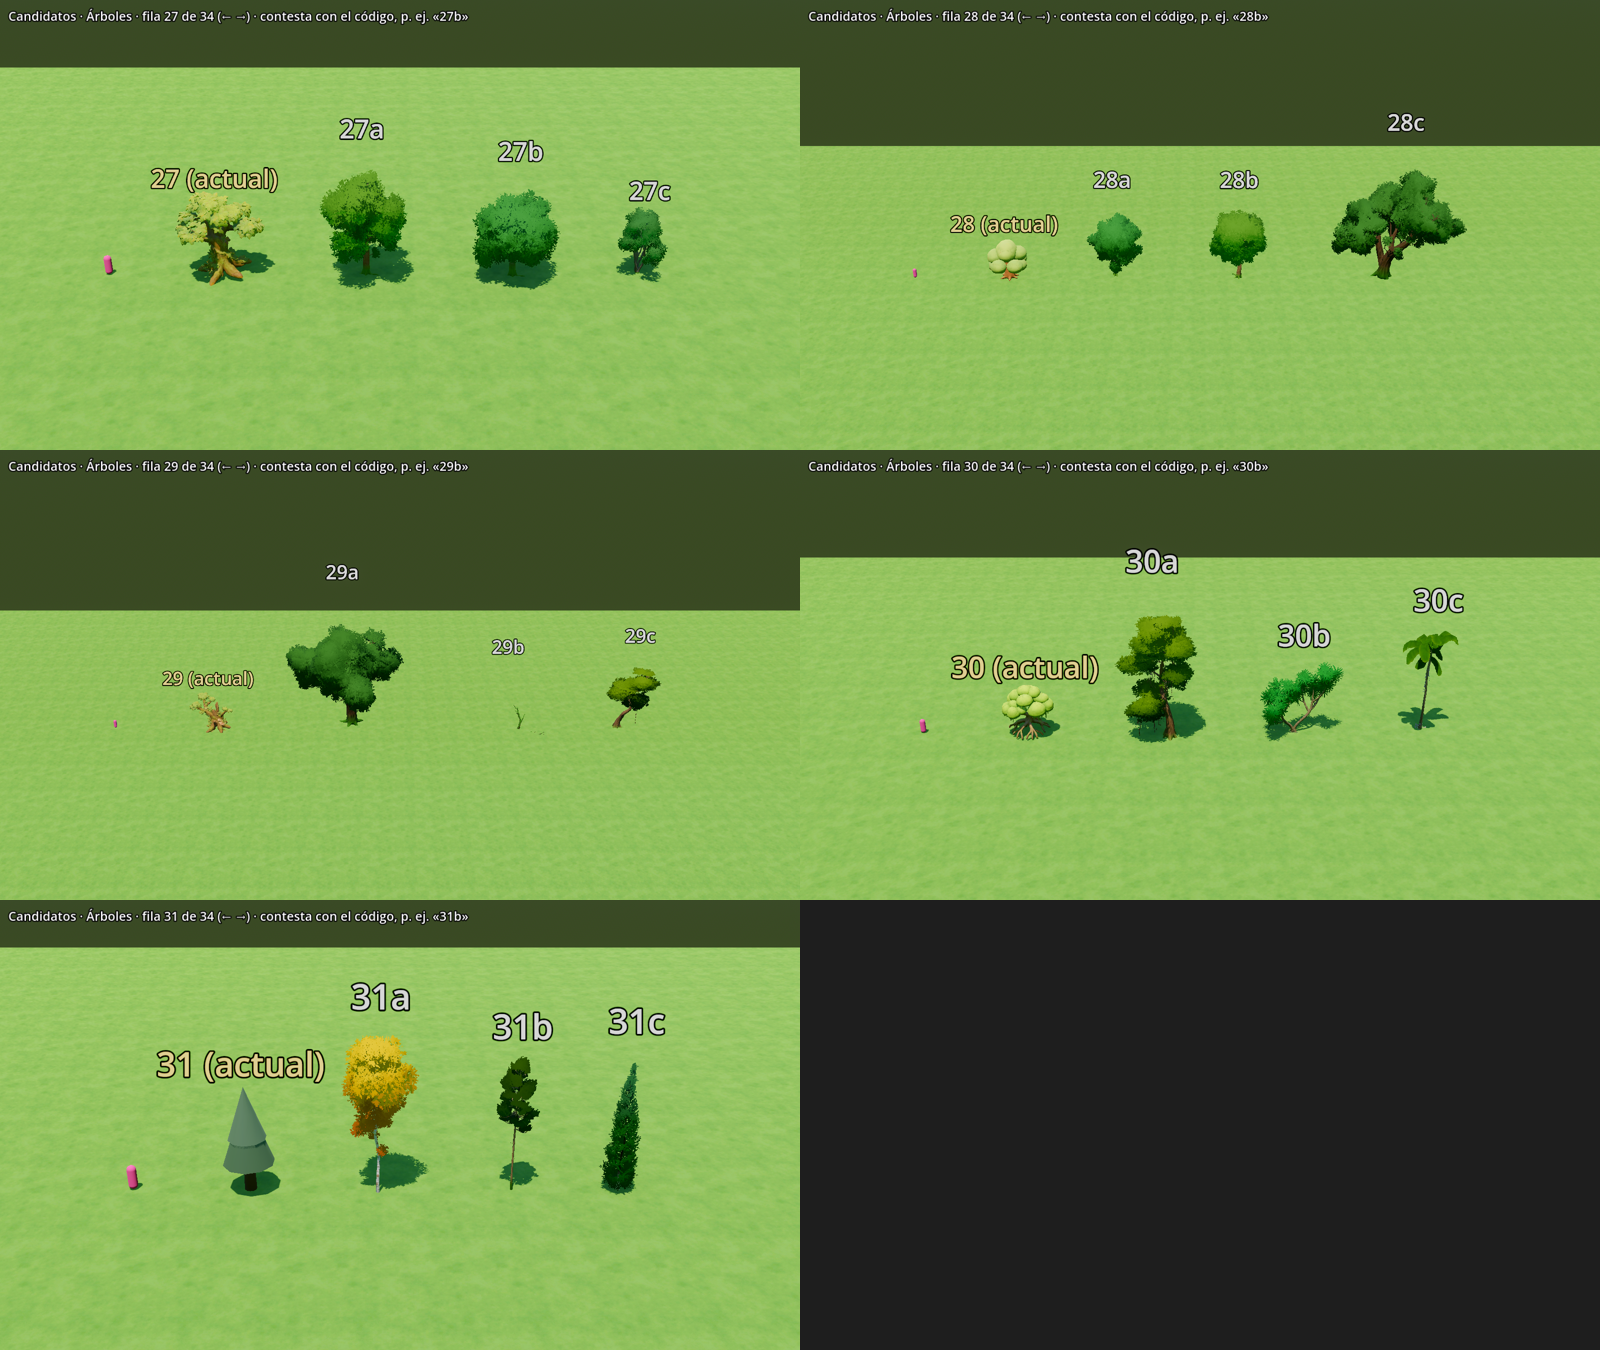 Candidatos · Árboles · fila 27 de 34 (← →) · contesta con el código, p. ej. «27b»
27a
27b
27 (actual)
27c
Candidatos · Árboles · fila 28 de 34 (← →) · contesta con el código, p. ej. «28b»
28c
28a
28b
28 (actual)
Candidatos · Árboles · fila 29 de 34 (← →) · contesta con el código, p. ej. «29b»
29a
29c
29b
29 (actual)
Candidatos · Árboles · fila 30 de 34 (← →) · contesta con el código, p. ej. «30b»
30a
30c
30b
30 (actual)
Candidatos · Árboles · fila 31 de 34 (← →) · contesta con el código, p. ej. «31b»
31a
31c
31b
31 (actual)